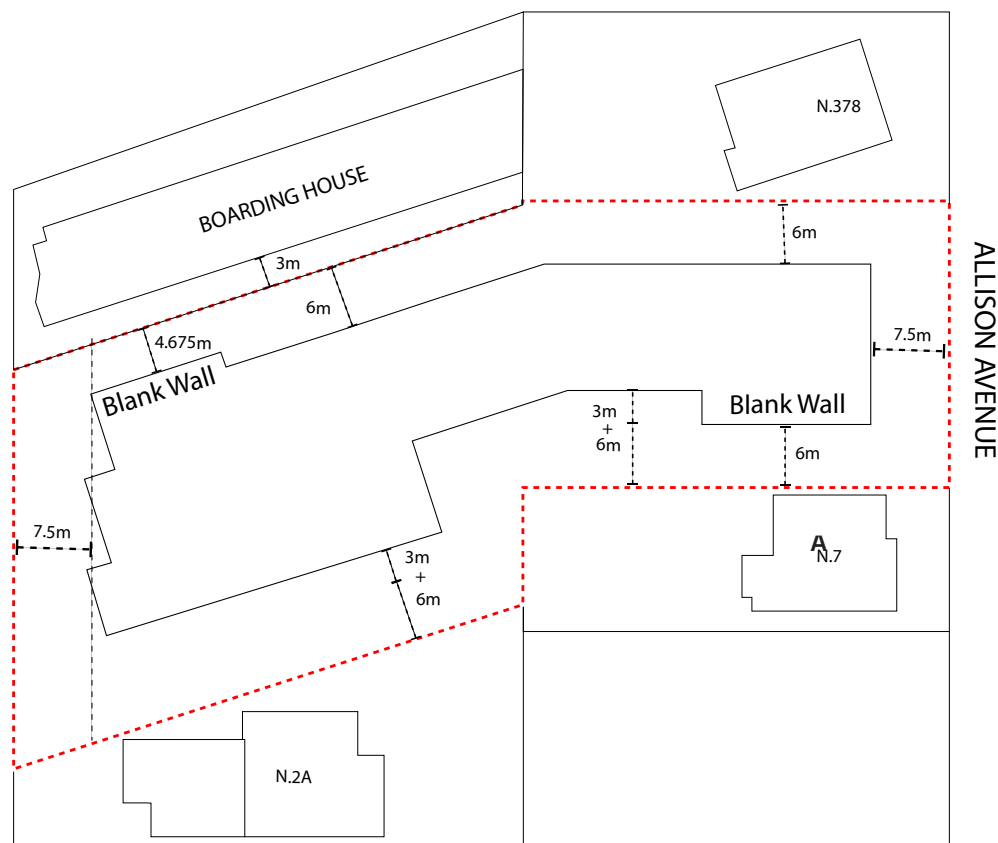 N.378
BOARDING HOUSE
6m
3m
6m
ALLISON AVENUE
4.675m
7.5m
Blank Wall
Blank Wall
3m
+
6m
6m
7.5m
A
N.7
3m
+
6m
N.2A